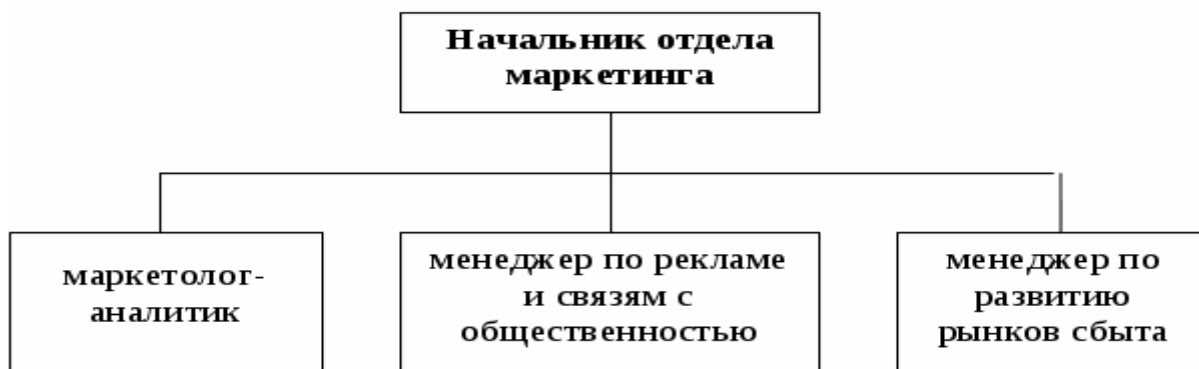 Начальник отдела
маркетинга
маркетолог-
аналитик
менеджер по рекламе
и связям с
общественностью
менеджер по
развитию
рынков сбыта